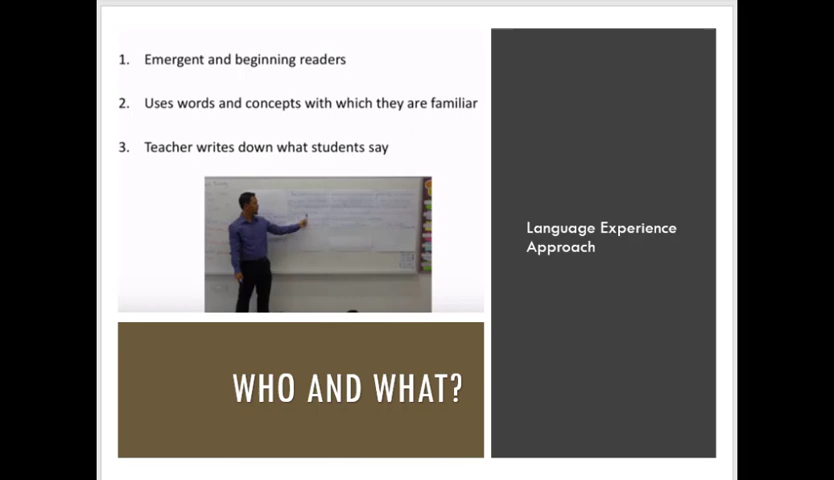 1. Emergent and beginning readers
2. Uses words and concepts with which they are familiar
3. Teacher writes down what students say
Language Experience
Approach
WHO AND WHAT?